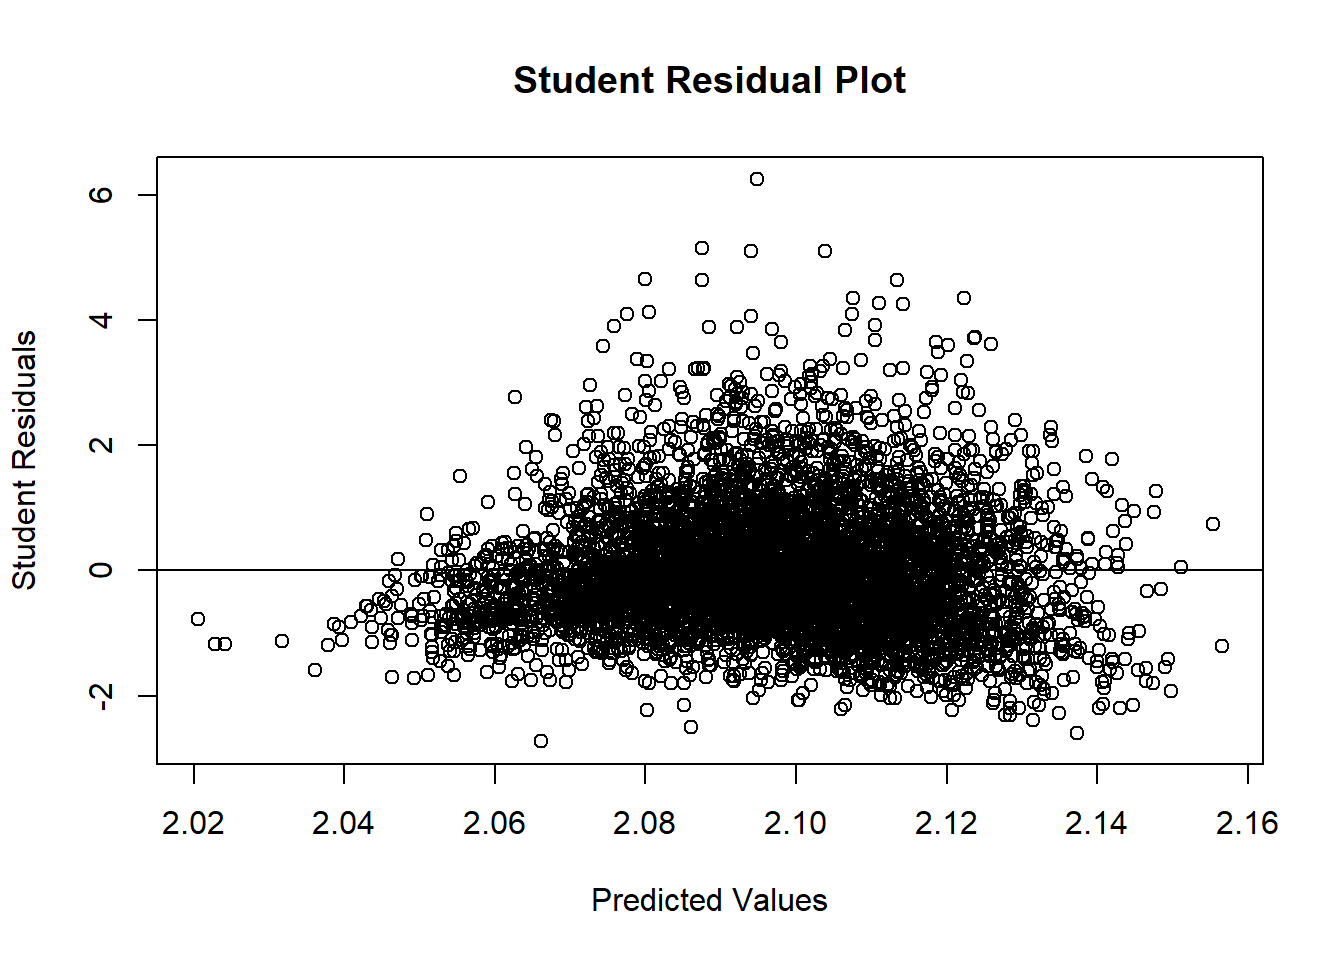 Student Residual Plot
Student Residuals
6
4
2
0
-2
2.02 2.04 2.06 2.08 2.10 2.12 2.14 2.16
Predicted Values